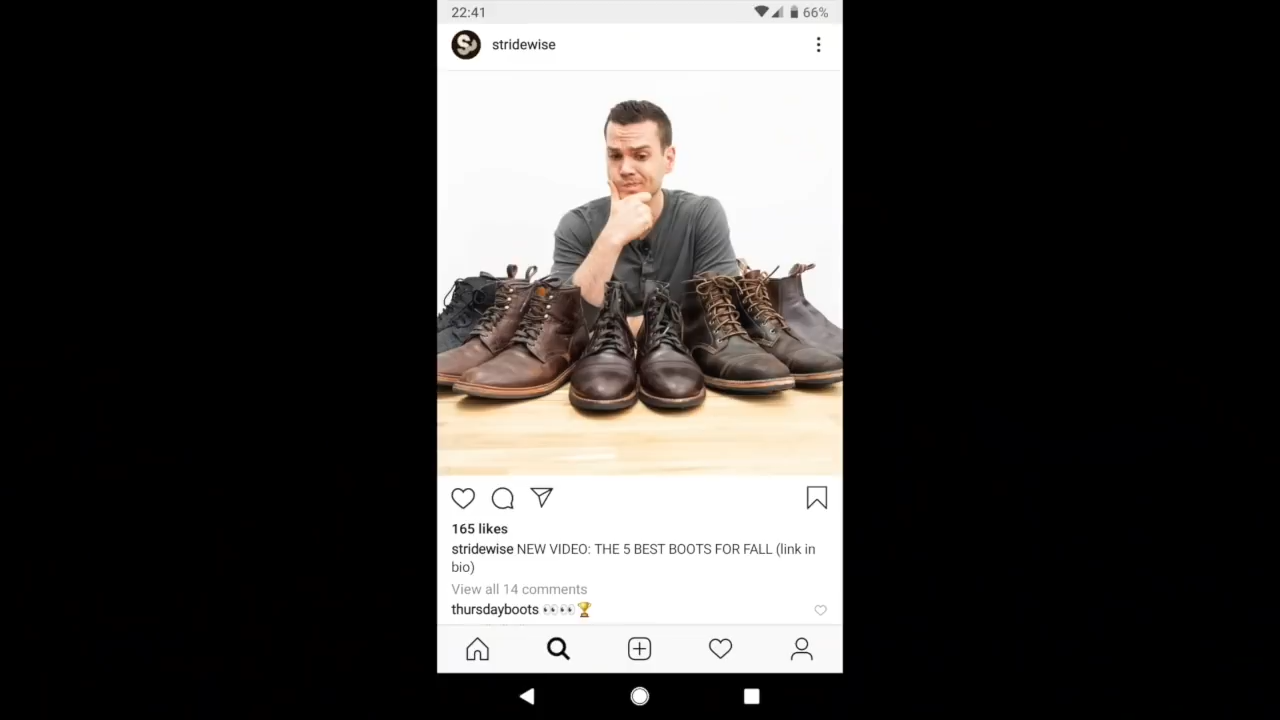 22:41
66%
stridewise
165 likes
stridewise NEW VIDEO: THE 5 BEST BOOTS FOR FALL (link in
bio)
View all 14 comments
thursdayboots 👀👀🏆